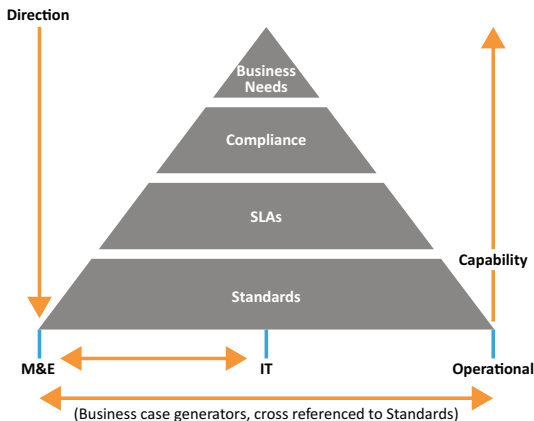 Direction
Business
Needs
Compliance
SLAs
Capability
Standards
M&E
IT
Operational
(Business case generators, cross referenced to Standards)